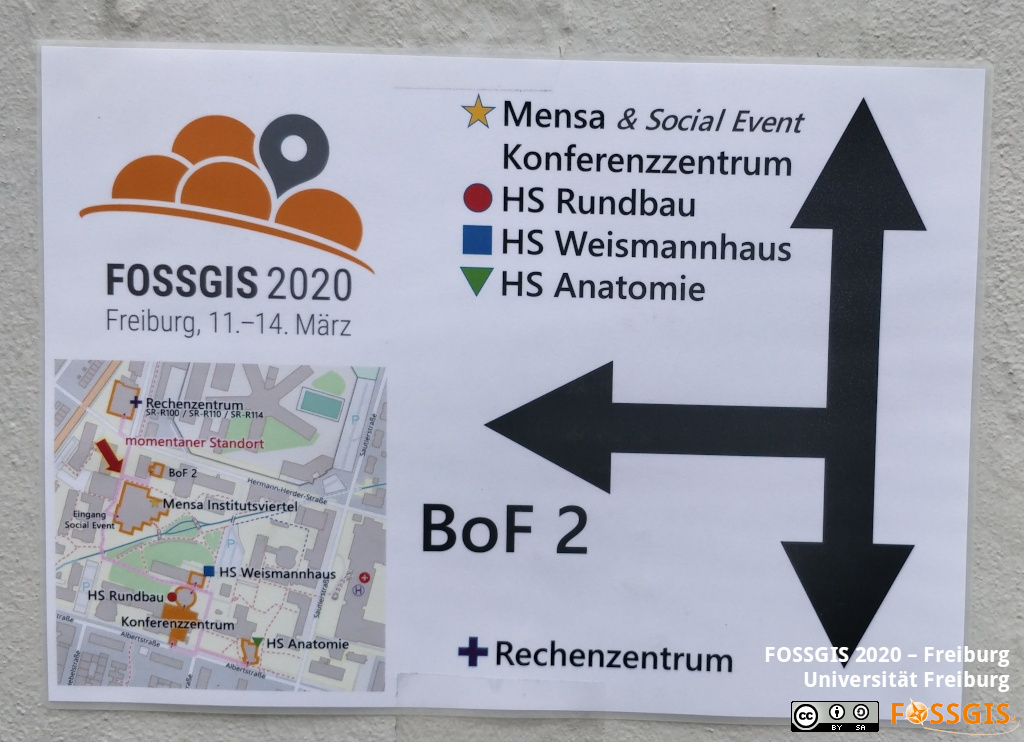 FOSSGIS 2020
Freiburg, 11.–14. März
Mensa & Social Event
Konferenzzentrum
HS Rundbau
HS Weismannhaus
HS Anatomie
BoF 2
Rechenzentrum
Rechenzentrum
SR-R100 / SR-R110 / SR-R114
momentaner Standort
BoF 2
Hermann-Herder-Straße
Sautierstraße
Mensa Institutsviertel
Eingang
Social Event
HS Weismannhaus
HS Rundbau
Konferenzzentrum
HS Anatomie
Albertstraße
Albertstraße
Sautierstraße
P
P
P
H
FOSSGIS 2020 – Freiburg
Universität Freiburg
cc
BY SA
FOSSGIS